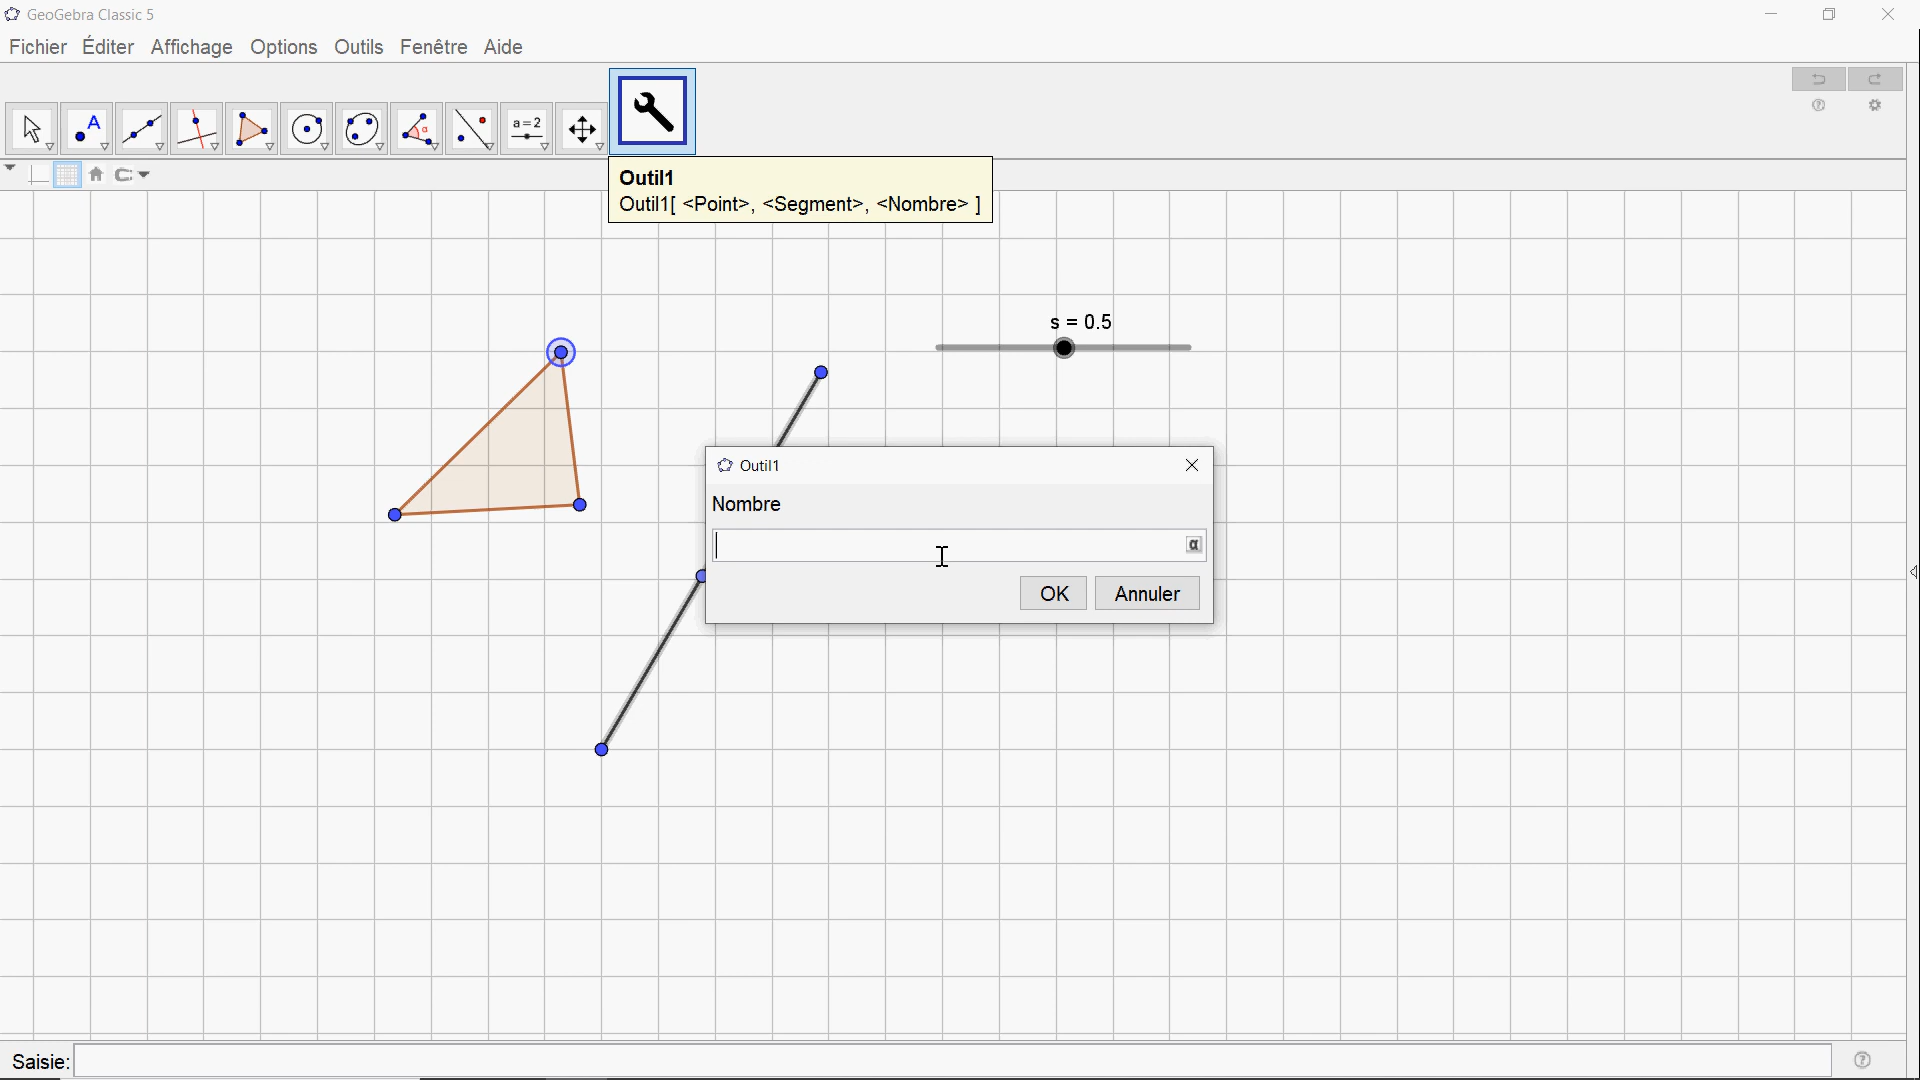 GeoGebra Classic 5
Fichier Éditer Affichage Options Outils Fenêtre Aide
A
α
a=2
Outil1
Outil1[ <Point>, <Segment>, <Nombre> ]
s = 0.5
Outil1
Nombre
α
OK Annuler
Saisie: